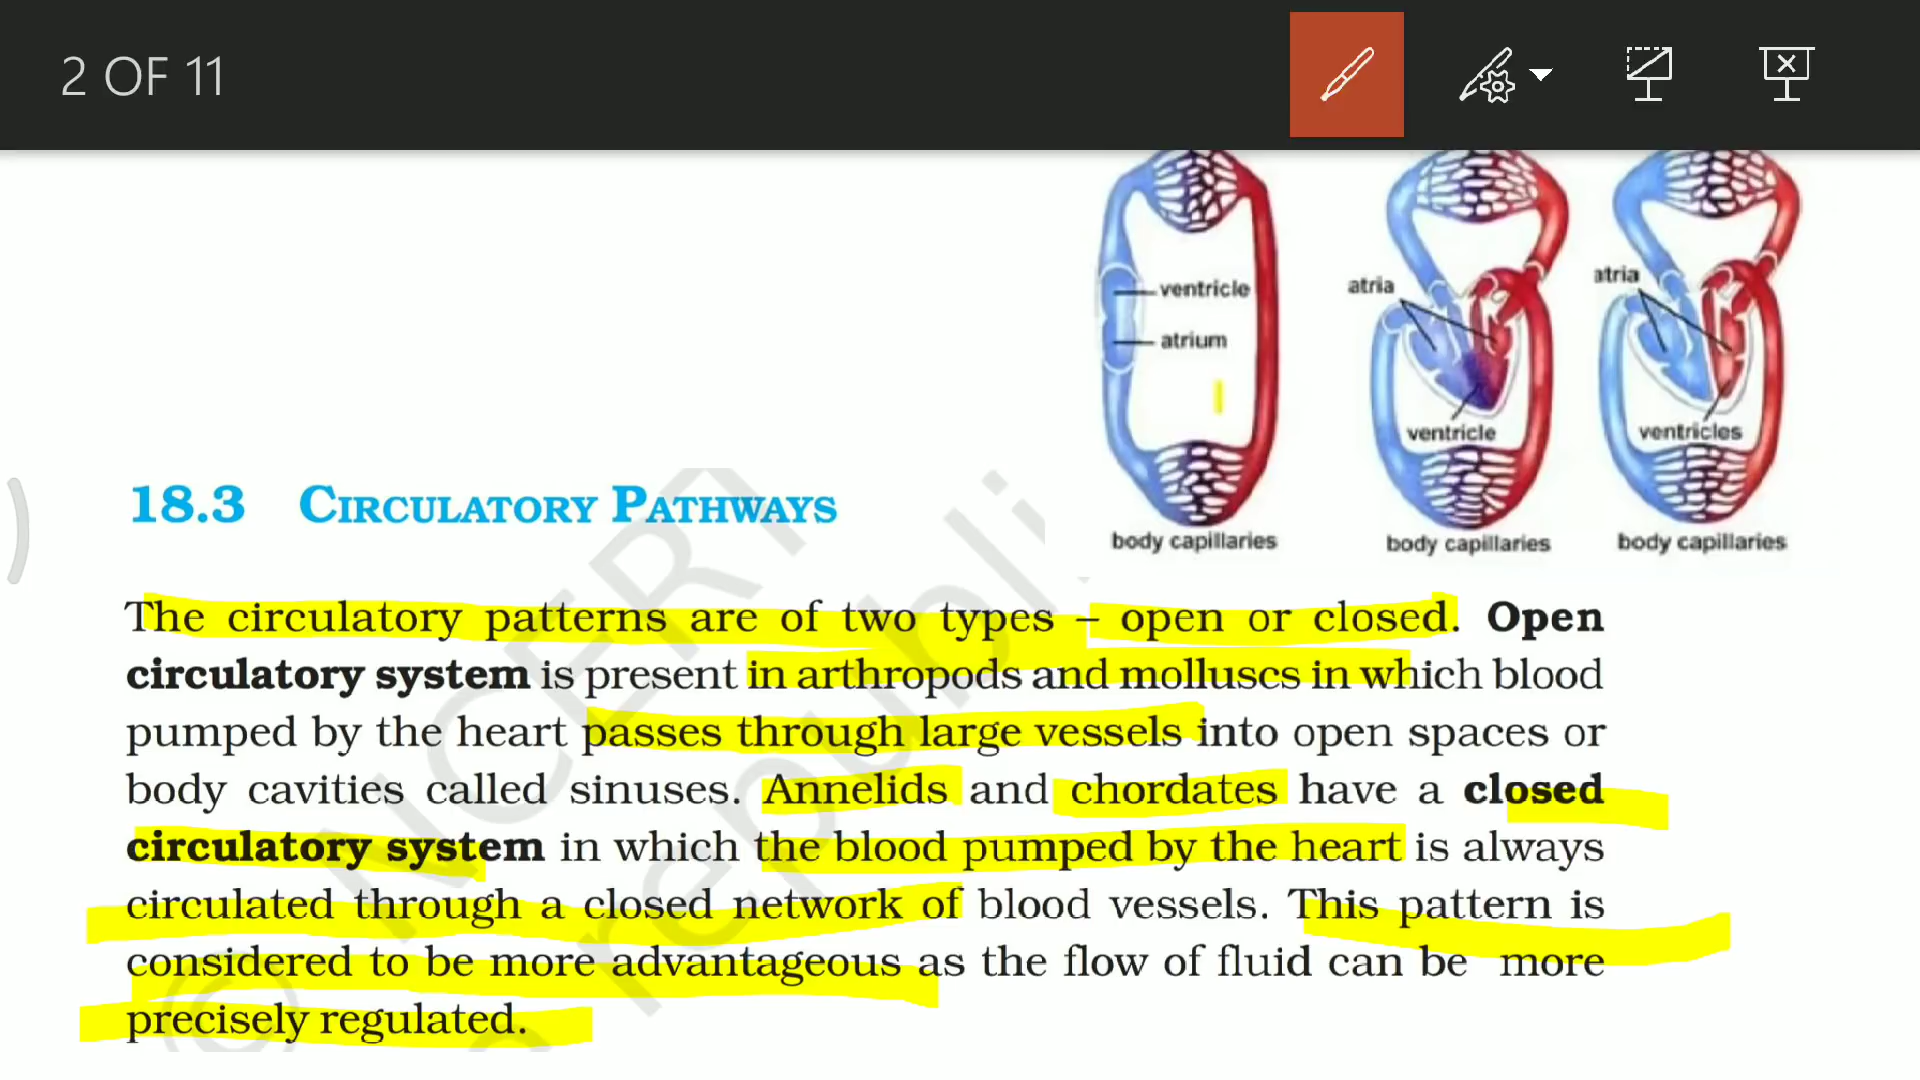 2 OF 11
ventricle
atrium
body capillaries
atria
ventricle
body capillaries
atria
ventricles
body capillaries
18.3 CIRCULATORY PATHWAYS
The circulatory patterns are of two types – open or closed. Open
circulatory system is present in arthropods and molluscs in which blood
pumped by the heart passes through large vessels into open spaces or
body cavities called sinuses. Annelids and chordates have a closed
circulatory system in which the blood pumped by the heart is always
circulated through a closed network of blood vessels. This pattern is
considered to be more advantageous as the flow of fluid can be more
precisely regulated.
© NCERT
republi